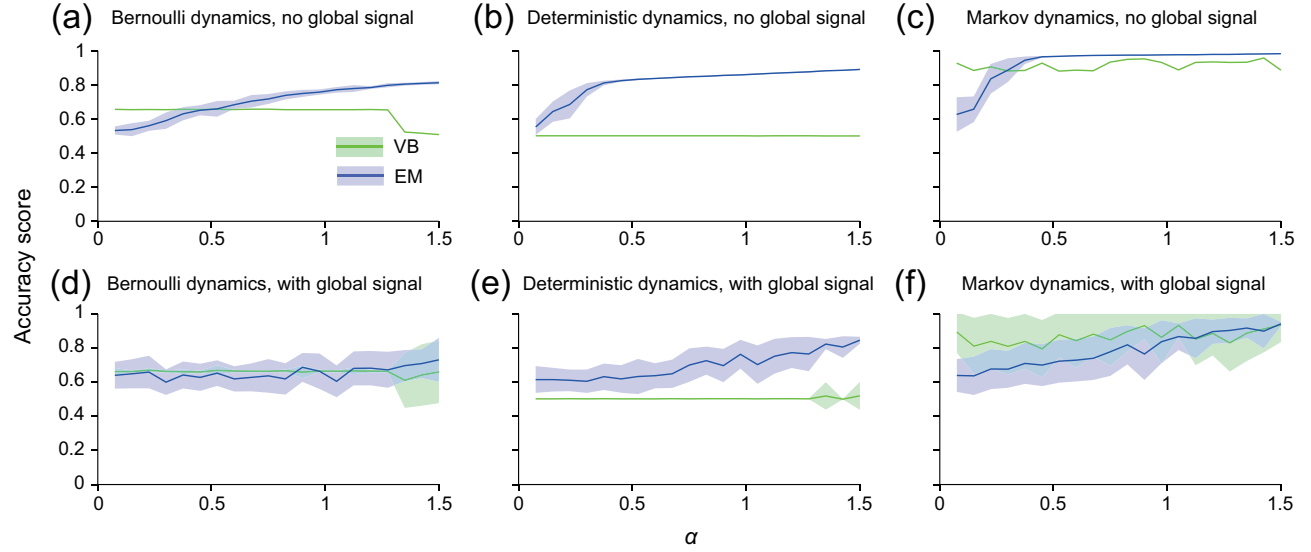 (a) Bernoulli dynamics, no global signal
(b) Deterministic dynamics, no global signal
(c) Markov dynamics, no global signal
1
0.8
0.6
0.4
0.2
0
VB
EM
0 0.5 1 1.5
0 0.5 1 1.5
0 0.5 1 1.5
Accuracy score
(d) Bernoulli dynamics, with global signal
(e) Deterministic dynamics, with global signal
(f) Markov dynamics, with global signal
1
0.8
0.6
0.4
0.2
0
0 0.5 1 1.5
0 0.5 1 1.5
0 0.5 1 1.5
α